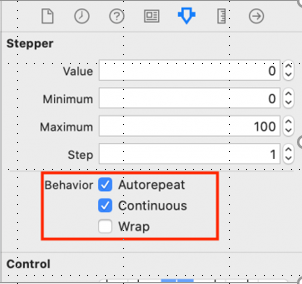 Stepper
Value 0
Minimum 0
Maximum 100
Step 1
Behavior Autorepeat
Continuous
Wrap
Control